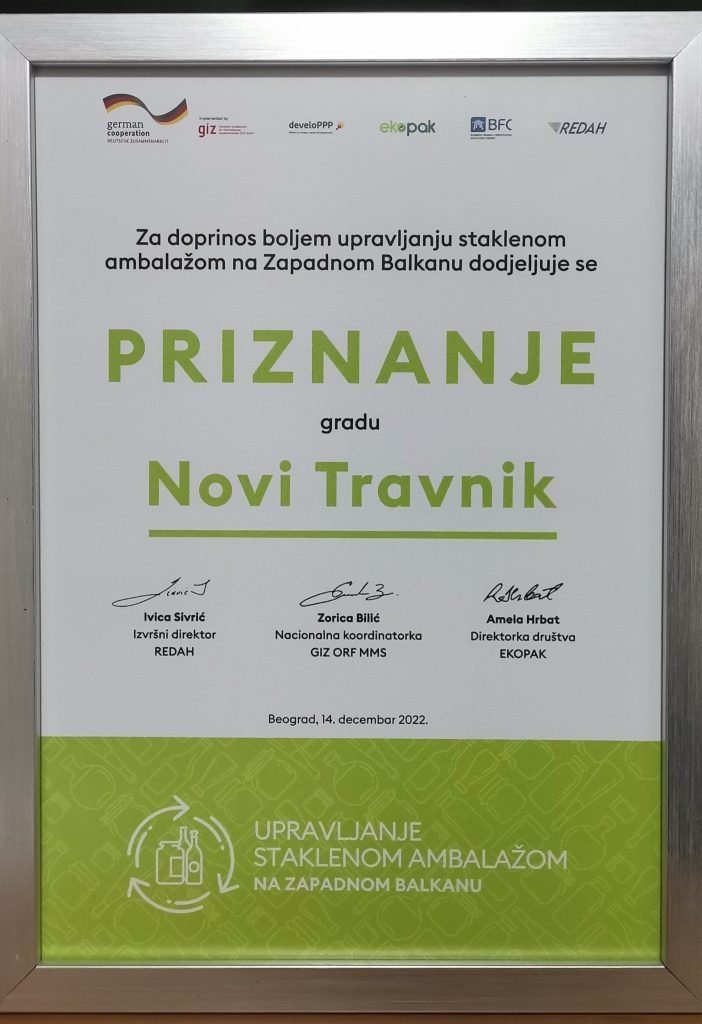 german
cooperation
DEUTSCHE ZUSAMMENARBEIT
Implemented by
giz
develoPPP
ekopak
BFC
REDAH
Za doprinos boljem upravljanju staklenom
ambalažom na Zapadnom Balkanu dodjeljuje se
PRIZNANJE
gradu
Novi Travnik
Ivica Sivrić
Izvršni direktor
REDAH
Zorica Bilić
Nacionalna koordinatorka
GIZ ORF MMS
Amela Hrbat
Direktorka društva
EKOPAK
Beograd, 14. decembar 2022.
UPRAVLJANJE
STAKLENOM AMBALAŽOM
NA ZAPADNOM BALKANU